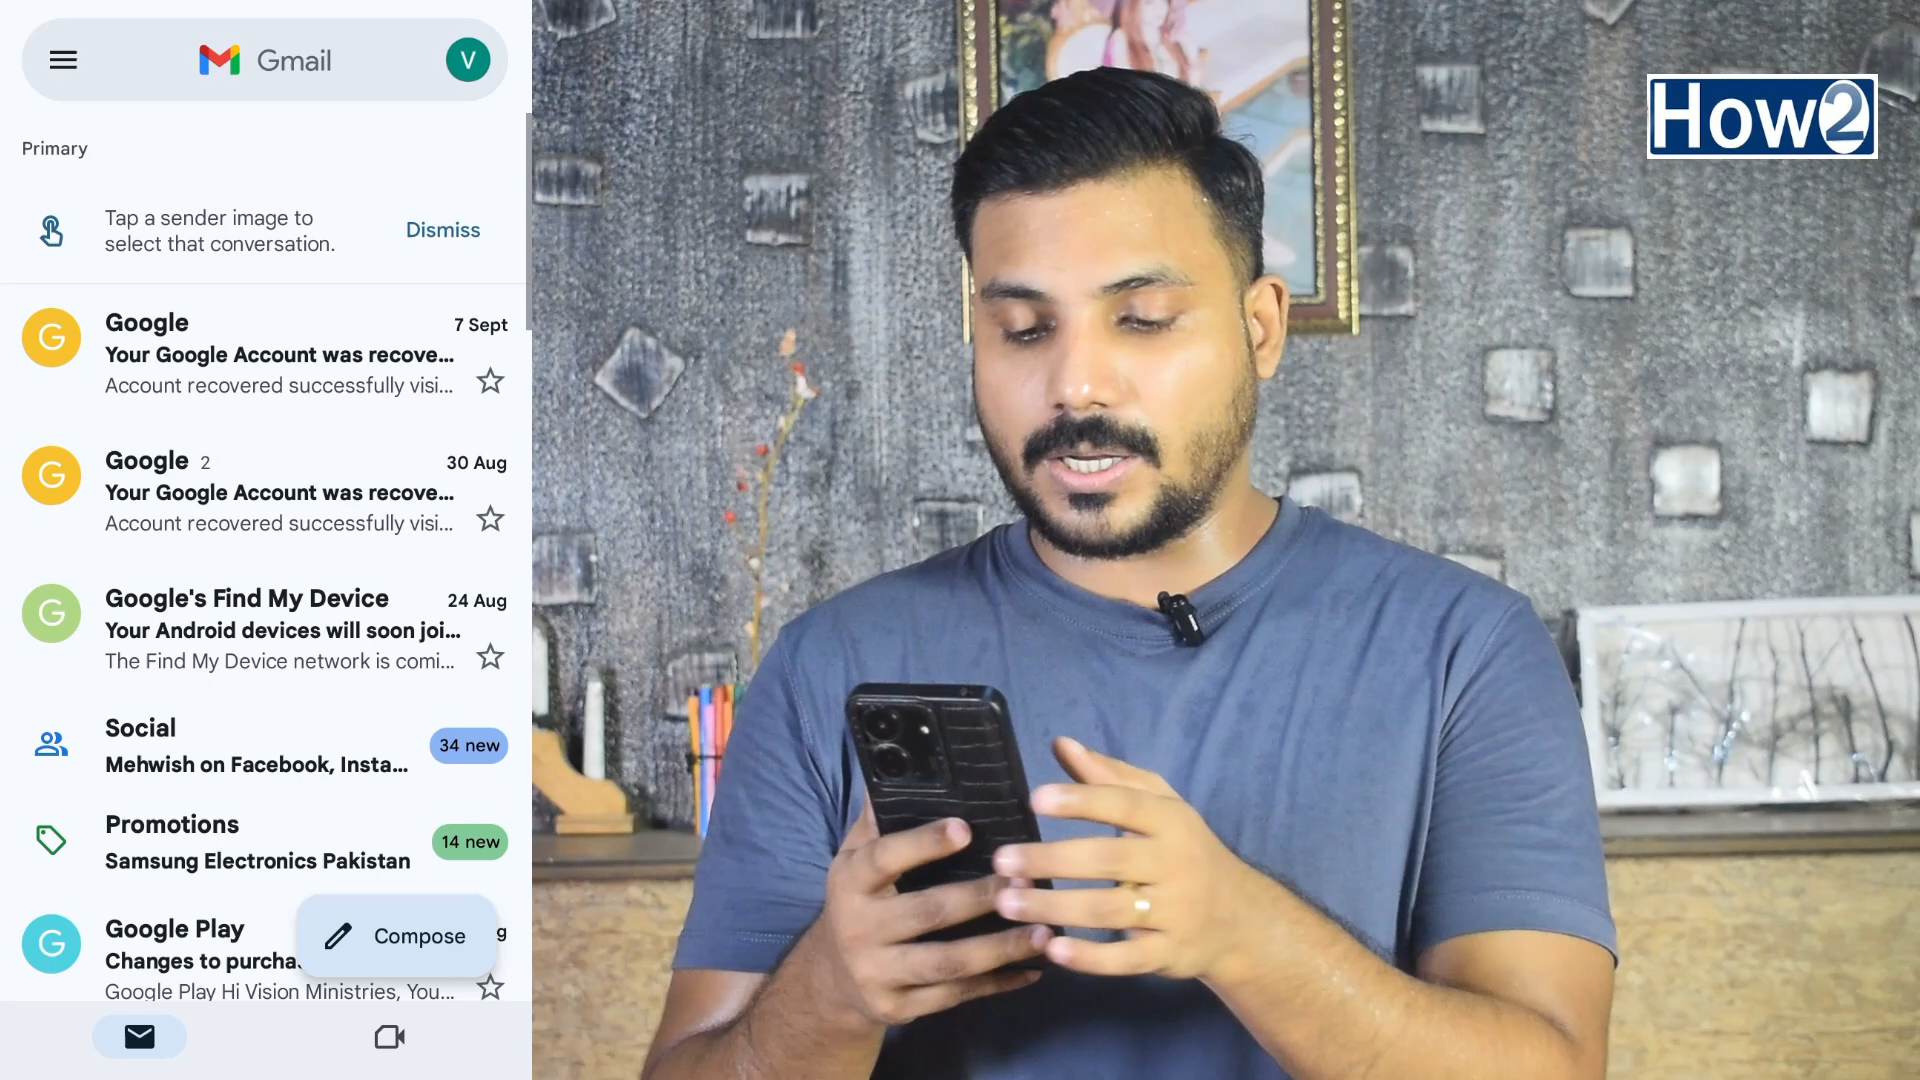 Gmail
V
How2
Primary
Tap a sender image to
select that conversation.
Dismiss
G
Google
7 Sept
Your Google Account was recove...
Account recovered successfully visi...
G
Google 2
30 Aug
Your Google Account was recove...
Account recovered successfully visi...
G
Google's Find My Device
24 Aug
Your Android devices will soon joi...
The Find My Device network is comi...
Social
34 new
Mehwish on Facebook, Insta...
Promotions
14 new
Samsung Electronics Pakistan
G
Google Play
g
Changes to purcha
Compose
Google Play Hi Vision Ministries, You...